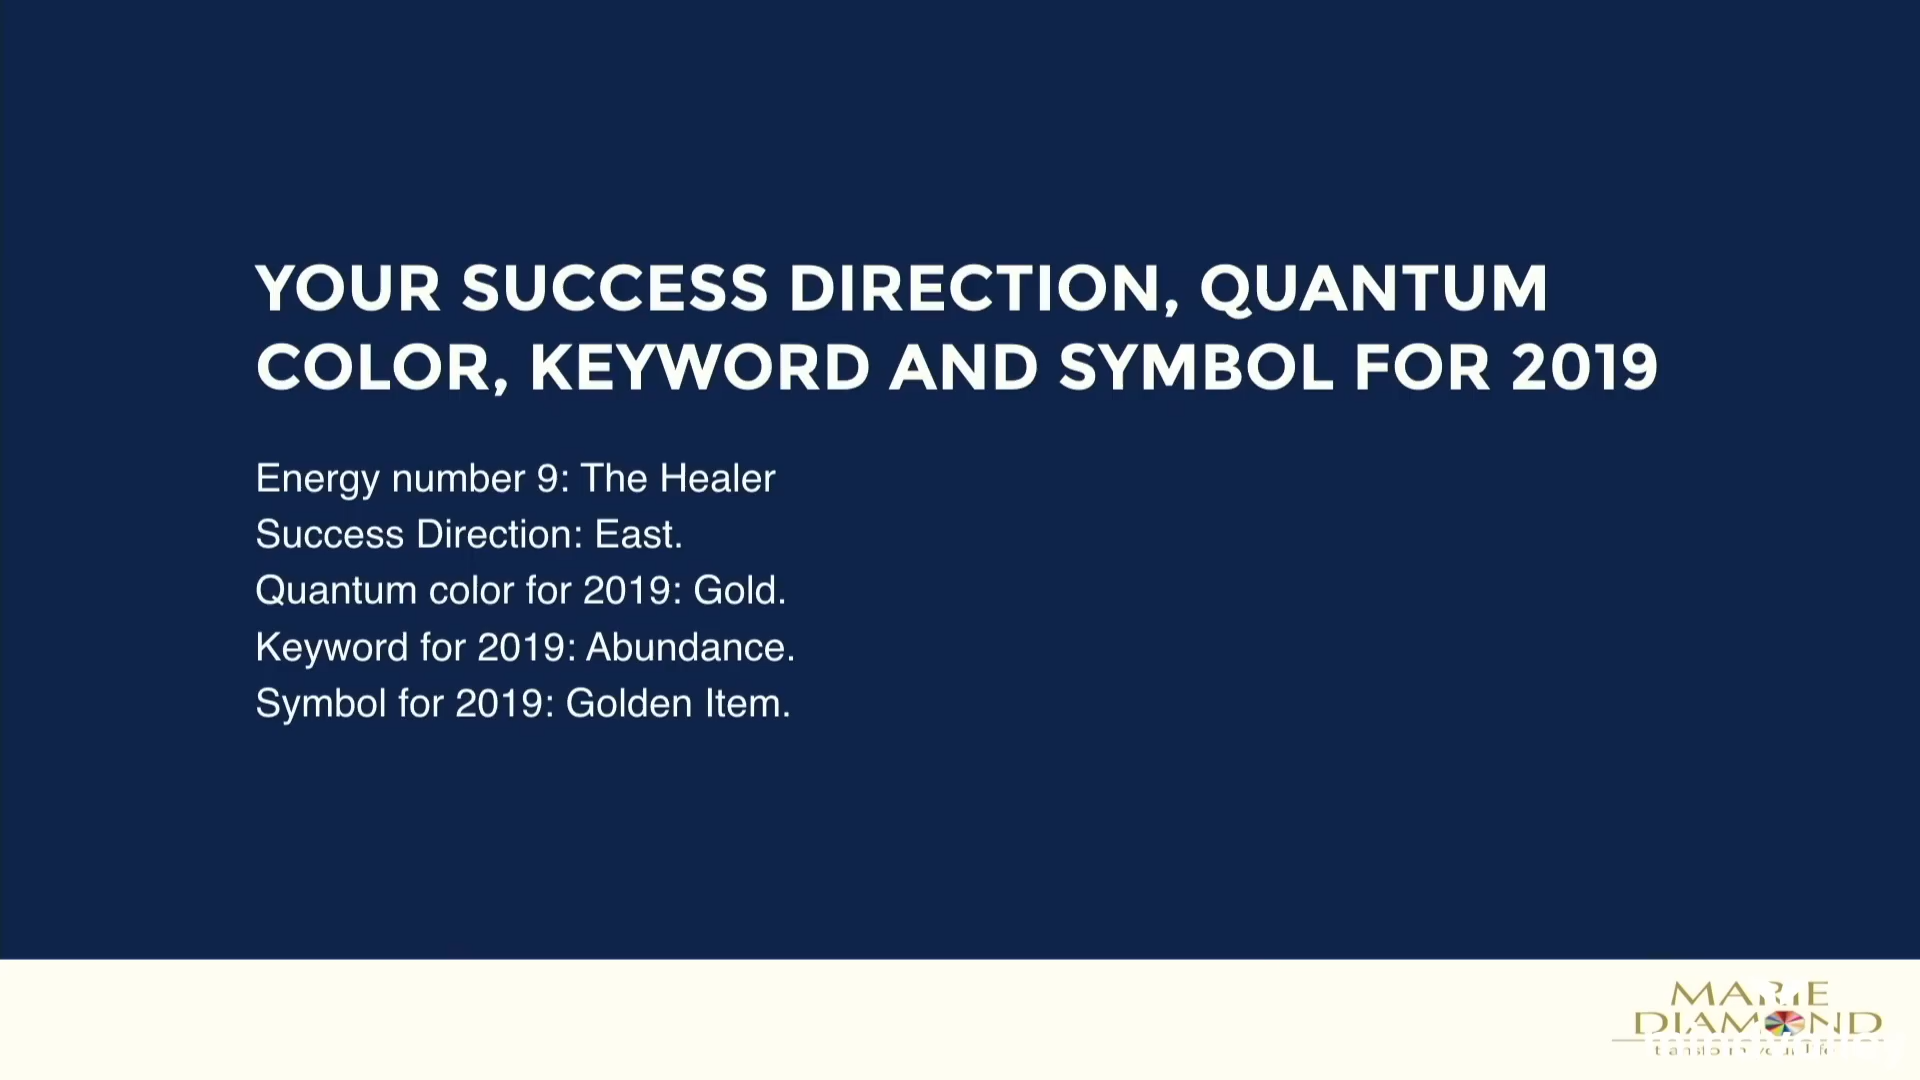 YOUR SUCCESS DIRECTION, QUANTUM
COLOR, KEYWORD AND SYMBOL FOR 2019
Energy number 9: The Healer
Success Direction: East.
Quantum color for 2019: Gold.
Keyword for 2019: Abundance.
Symbol for 2019: Golden Item.
MARIE
DIAMOND